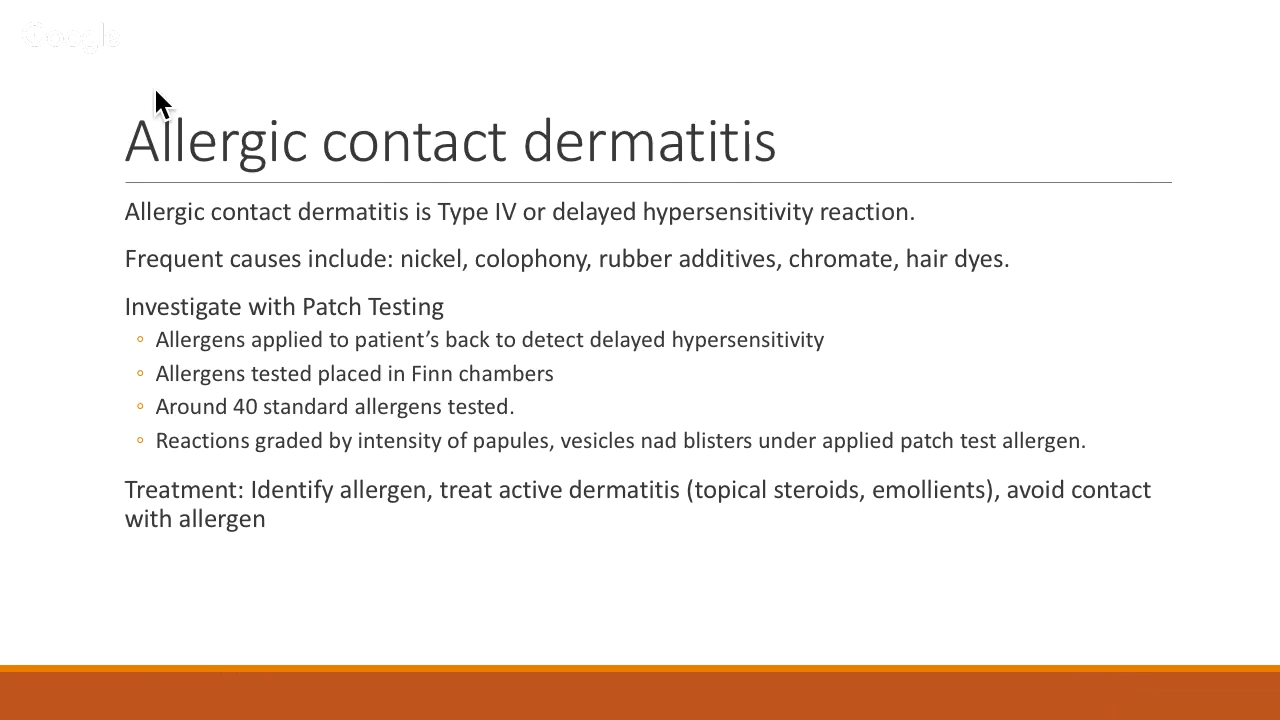 Google
Allergic contact dermatitis
Allergic contact dermatitis is Type IV or delayed hypersensitivity reaction.
Frequent causes include: nickel, colophony, rubber additives, chromate, hair dyes.
Investigate with Patch Testing
◦ Allergens applied to patient’s back to detect delayed hypersensitivity
◦ Allergens tested placed in Finn chambers
◦ Around 40 standard allergens tested.
◦ Reactions graded by intensity of papules, vesicles nad blisters under applied patch test allergen.
Treatment: Identify allergen, treat active dermatitis (topical steroids, emollients), avoid contact
with allergen